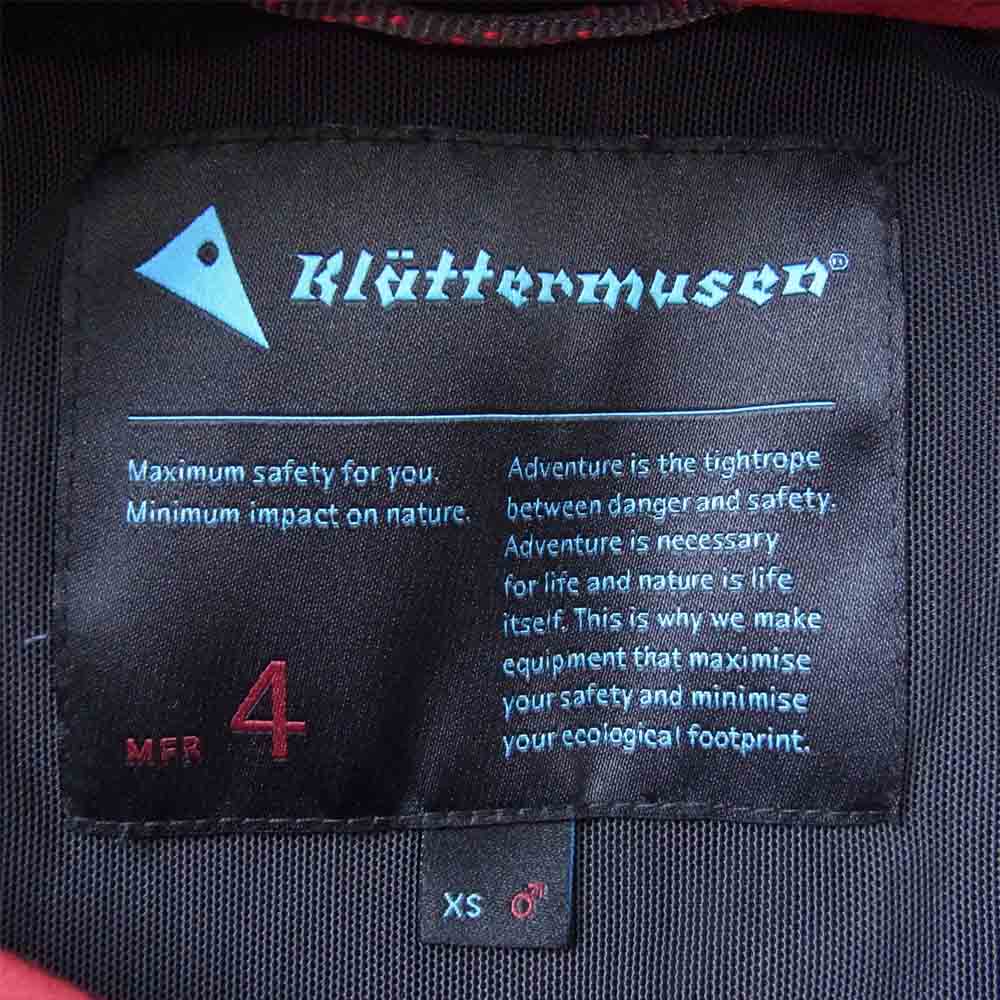 Klättermusen®
Maximum safety for you.
Minimum impact on nature.
MFR 4
Adventure is the tightrope
between danger and safety.
Adventure is necessary
for life and nature is life
itself. This is why we make
equipment that maximise
your safety and minimise
your ecological footprint.
XS ♂